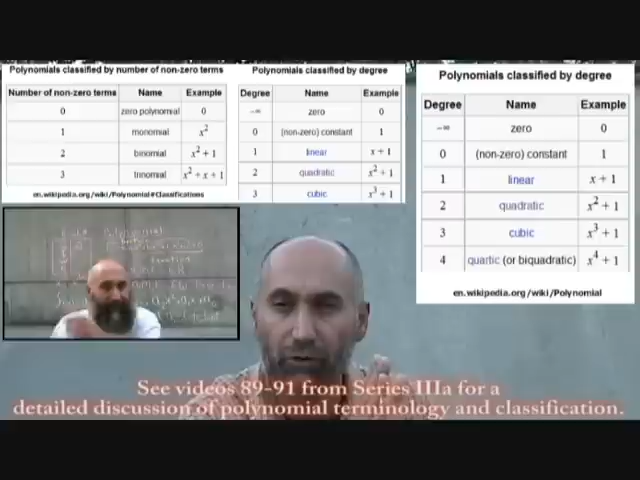 Polynomials classified by number of non-zero terms
Number of non-zero terms Name Example
0 zero polynomial 0
1 monomial x²
2 binomial x² + 1
3 trinomial x² + x + 1
en.wikipedia.org/wiki/Polynomial#Classifications
Polynomials classified by degree
Degree Name Example
−∞ zero 0
0 (non-zero) constant 1
1 linear x + 1
2 quadratic x² + 1
3 cubic x³ + 1
Polynomials classified by degree
Degree Name Example
−∞ zero 0
0 (non-zero) constant 1
1 linear x + 1
2 quadratic x² + 1
3 cubic x³ + 1
4 quartic (or biquadratic) x⁴ + 1
en.wikipedia.org/wiki/Polynomial
See videos 89-91 from Series IIIa for a
detailed discussion of polynomial terminology and classification.